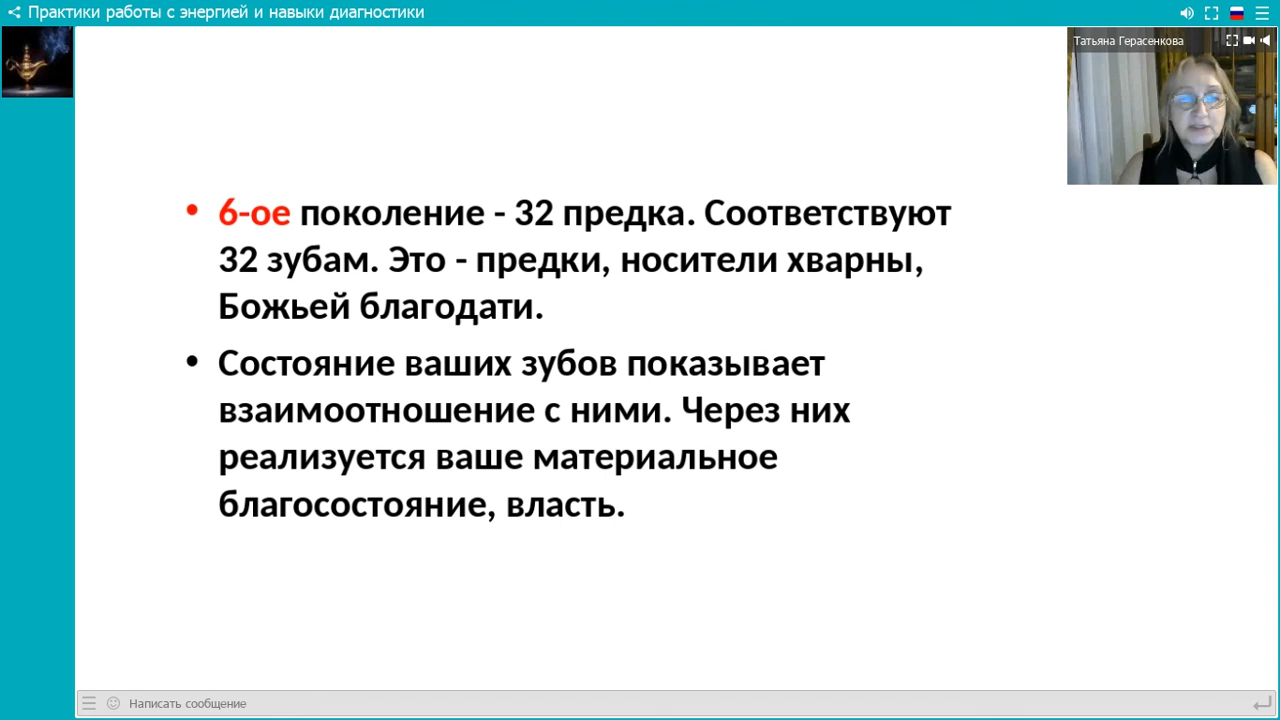 Практики работы с энергией и навыки диагностики
Татьяна Герасенкова
6-ое поколение - 32 предка. Соответствуют
32 зубам. Это - предки, носители хварны,
Божьей благодати.
Состояние ваших зубов показывает
взаимоотношение с ними. Через них
реализуется ваше материальное
благосостояние, власть.
Написать сообщение